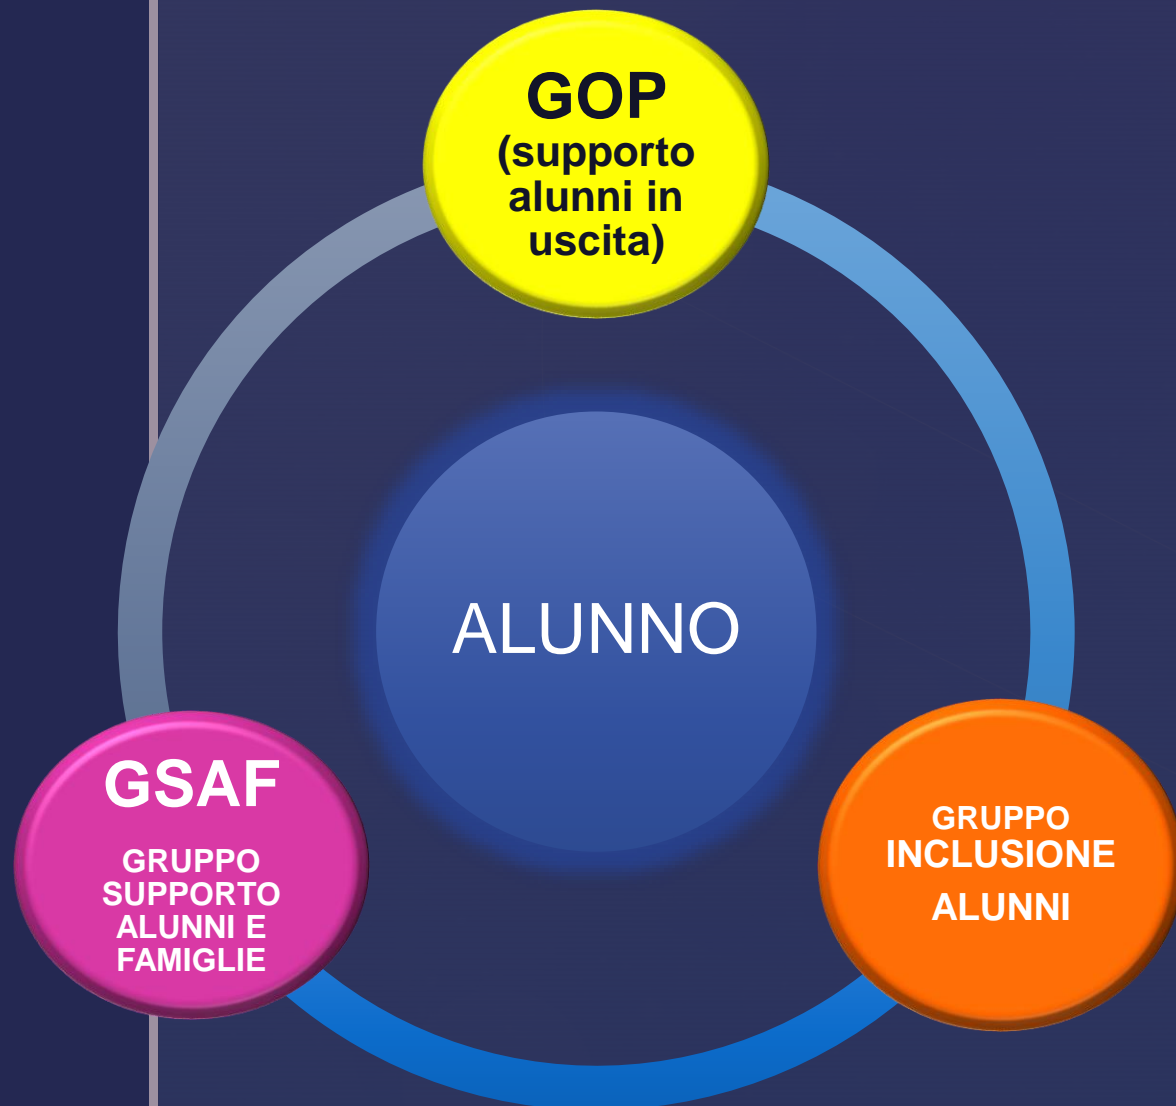 GOP
(supporto
alunni in
uscita)
ALUNNO
GSAF
GRUPPO
SUPPORTO
ALUNNI E
FAMIGLIE
GRUPPO
INCLUSIONE
ALUNNI